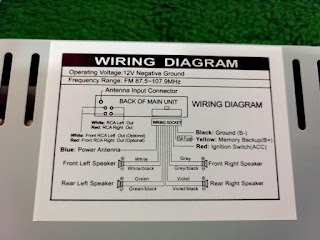 WIRING DIAGRAM
Operating Voltage:12V Negative Ground
Frequency Range: FM 87.5~107.9MHz
Antenna Input Connector
BACK OF MAIN UNIT
WIRING DIAGRAM
WIRING SOCKET
White: RCA Left Out
Red: RCA Right Out
White: Front RCA Left Out (Optional)
Red: Front RCA Right Out (Optional)
Blue: Power Antenna
Fuse
Black: Ground (B-)
Yellow: Memory Backup(B+)
Red: Ignition Switch(ACC)
Front Left Speaker
White
White/black
Grey
Grey/black
Front Right Speaker
Rear Left Speaker
Green
Green/black
Violet
Violet/black
Rear Right Speaker